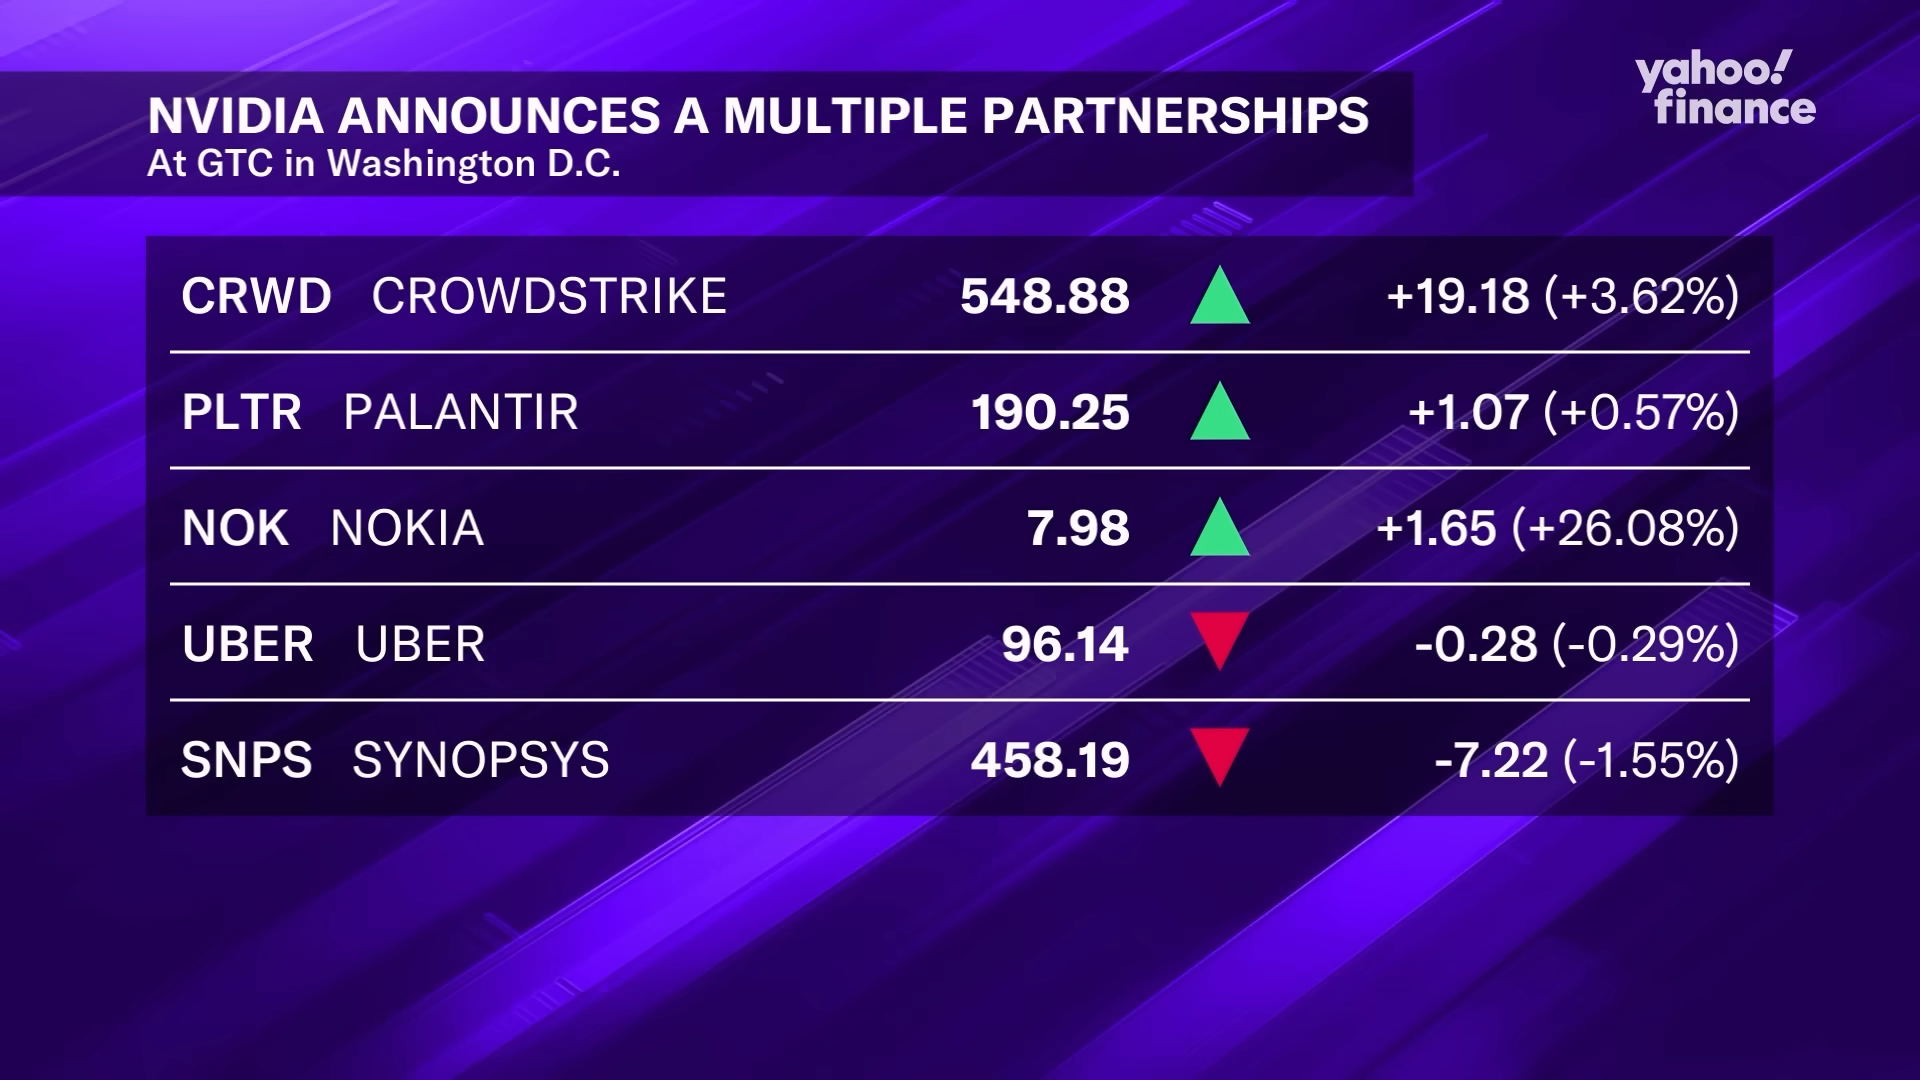 yahoo!
finance
NVIDIA ANNOUNCES A MULTIPLE PARTNERSHIPS
At GTC in Washington D.C.
CRWD CROWDSTRIKE 548.88 +19.18 (+3.62%)
PLTR PALANTIR 190.25 +1.07 (+0.57%)
NOK NOKIA 7.98 +1.65 (+26.08%)
UBER UBER 96.14 -0.28 (-0.29%)
SNPS SYNOPSYS 458.19 -7.22 (-1.55%)